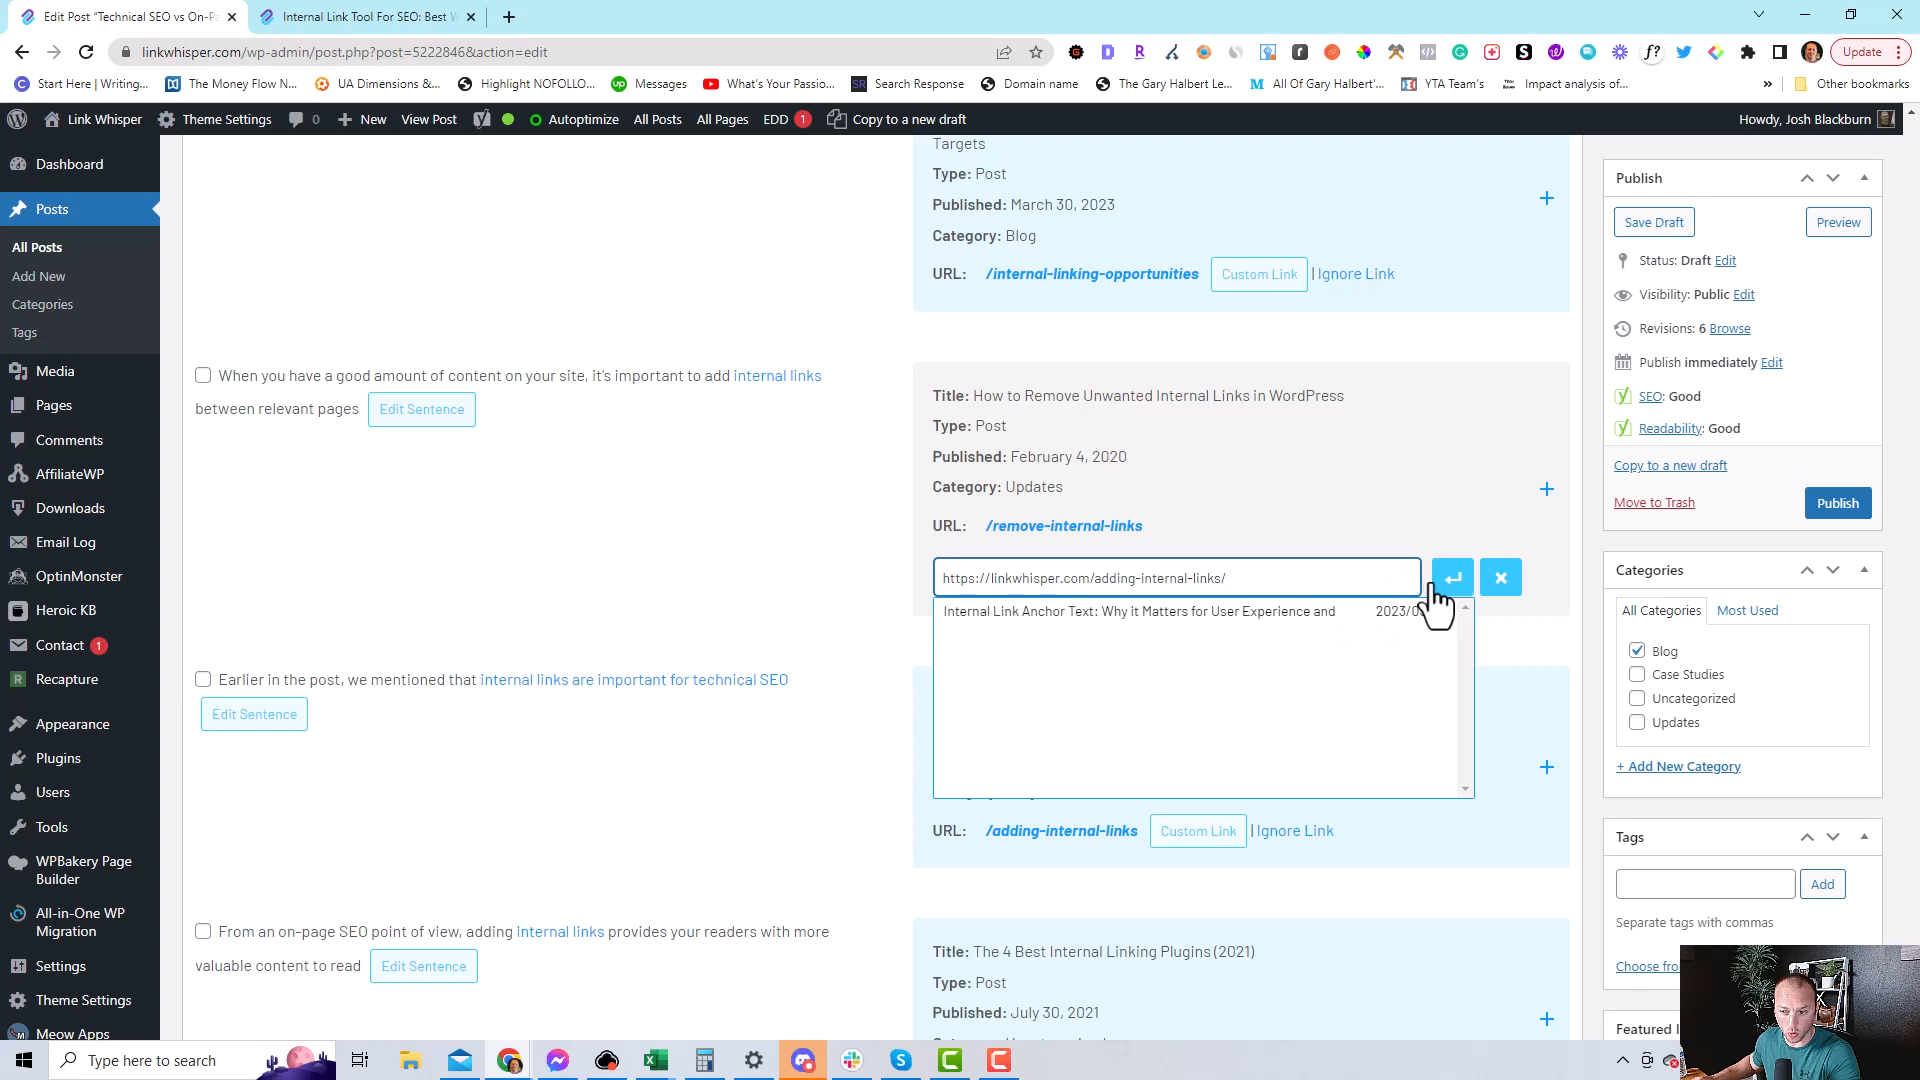 Edit Post "Technical SEO vs On-Pa
Internal Link Tool For SEO: Best W
linkwhisper.com/wp-admin/post.php?post=5222846&action=edit
Update
Start Here | Writing...
The Money Flow N...
UA Dimensions &...
Highlight NOFOLLO...
Messages
What's Your Passio...
Search Response
Domain name
The Gary Halbert Le...
All Of Gary Halbert'...
YTA Team's
Impact analysis of...
Other bookmarks
Link Whisper
Theme Settings
0
New
View Post
Autoptimize
All Posts
All Pages
EDD 1
Copy to a new draft
Howdy, Josh Blackburn
Dashboard
Posts
All Posts
Add New
Categories
Tags
Media
Pages
Comments
AffiliateWP
Downloads
Email Log
OptinMonster
Heroic KB
Contact 1
Recapture
Appearance
Plugins
Users
Tools
WPBakery Page
Builder
All-in-One WP
Migration
Settings
Theme Settings
Meow Apps
Targets
Type: Post
Published: March 30, 2023
Category: Blog
URL: /internal-linking-opportunities Custom Link | Ignore Link
When you have a good amount of content on your site, it's important to add internal links
between relevant pages Edit Sentence
Title: How to Remove Unwanted Internal Links in WordPress
Type: Post
Published: February 4, 2020
Category: Updates
URL: /remove-internal-links
https://linkwhisper.com/adding-internal-links/
Internal Link Anchor Text: Why it Matters for User Experience and
Earlier in the post, we mentioned that internal links are important for technical SEO
Edit Sentence
URL: /adding-internal-links Custom Link | Ignore Link
From an on-page SEO point of view, adding internal links provides your readers with more
valuable content to read Edit Sentence
Title: The 4 Best Internal Linking Plugins (2021)
Type: Post
Published: July 30, 2021
Publish
Save Draft
Preview
Status: Draft Edit
Visibility: Public Edit
Revisions: 6 Browse
Publish immediately Edit
SEO: Good
Readability: Good
Copy to a new draft
Move to Trash
Publish
Categories
All Categories
Most Used
Blog
Case Studies
Uncategorized
Updates
+ Add New Category
Tags
Add
Separate tags with commas
Choose fro
Featured I
Type here to search